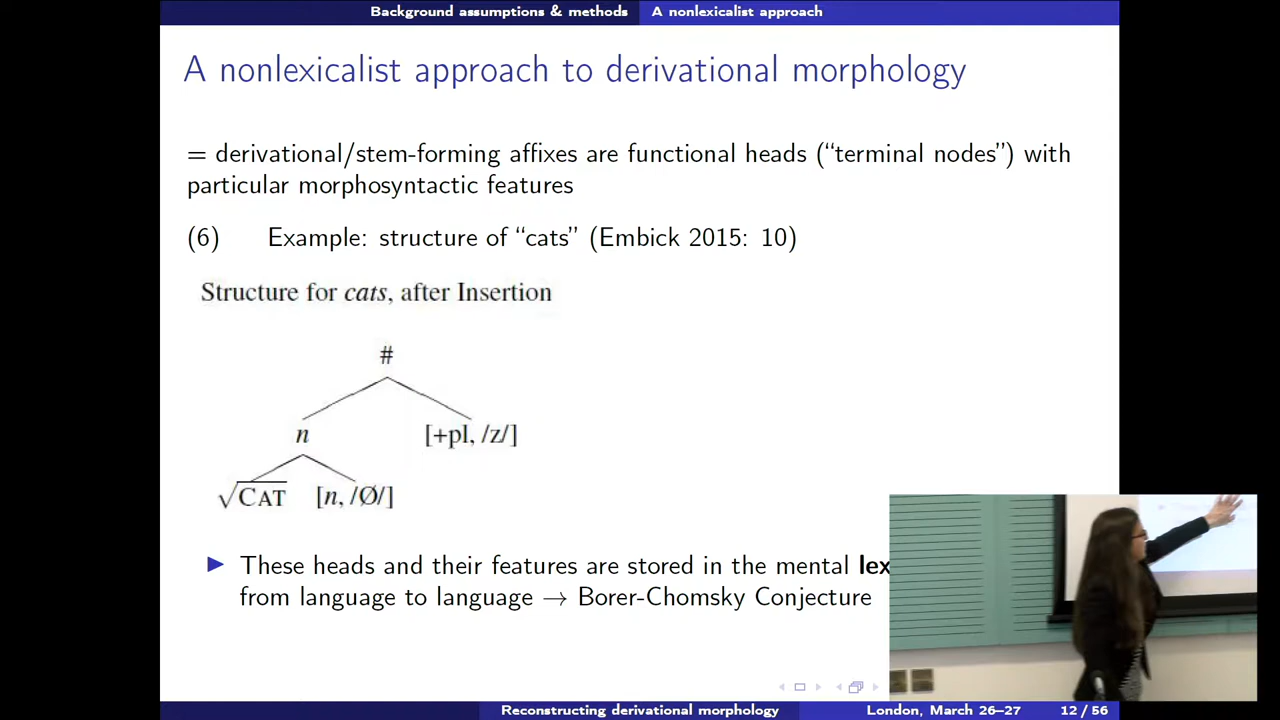 Background assumptions & methods A nonlexicalist approach
A nonlexicalist approach to derivational morphology
= derivational/stem-forming affixes are functional heads (“terminal nodes”) with
particular morphosyntactic features
(6) Example: structure of “cats” (Embick 2015: 10)
Structure for cats, after Insertion
#
n [+pl, /z/]
√CAT [n, /Ø/]
▶ These heads and their features are stored in the mental lex
from language to language → Borer-Chomsky Conjecture
Reconstructing derivational morphology London, March 26–27 12 / 56